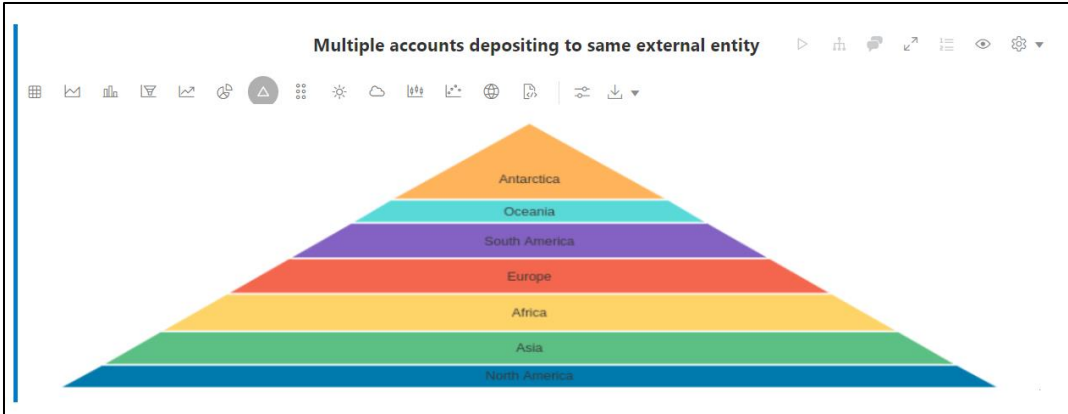 Multiple accounts depositing to same external entity
Antarctica
Oceania
South America
Europe
Africa
Asia
North America